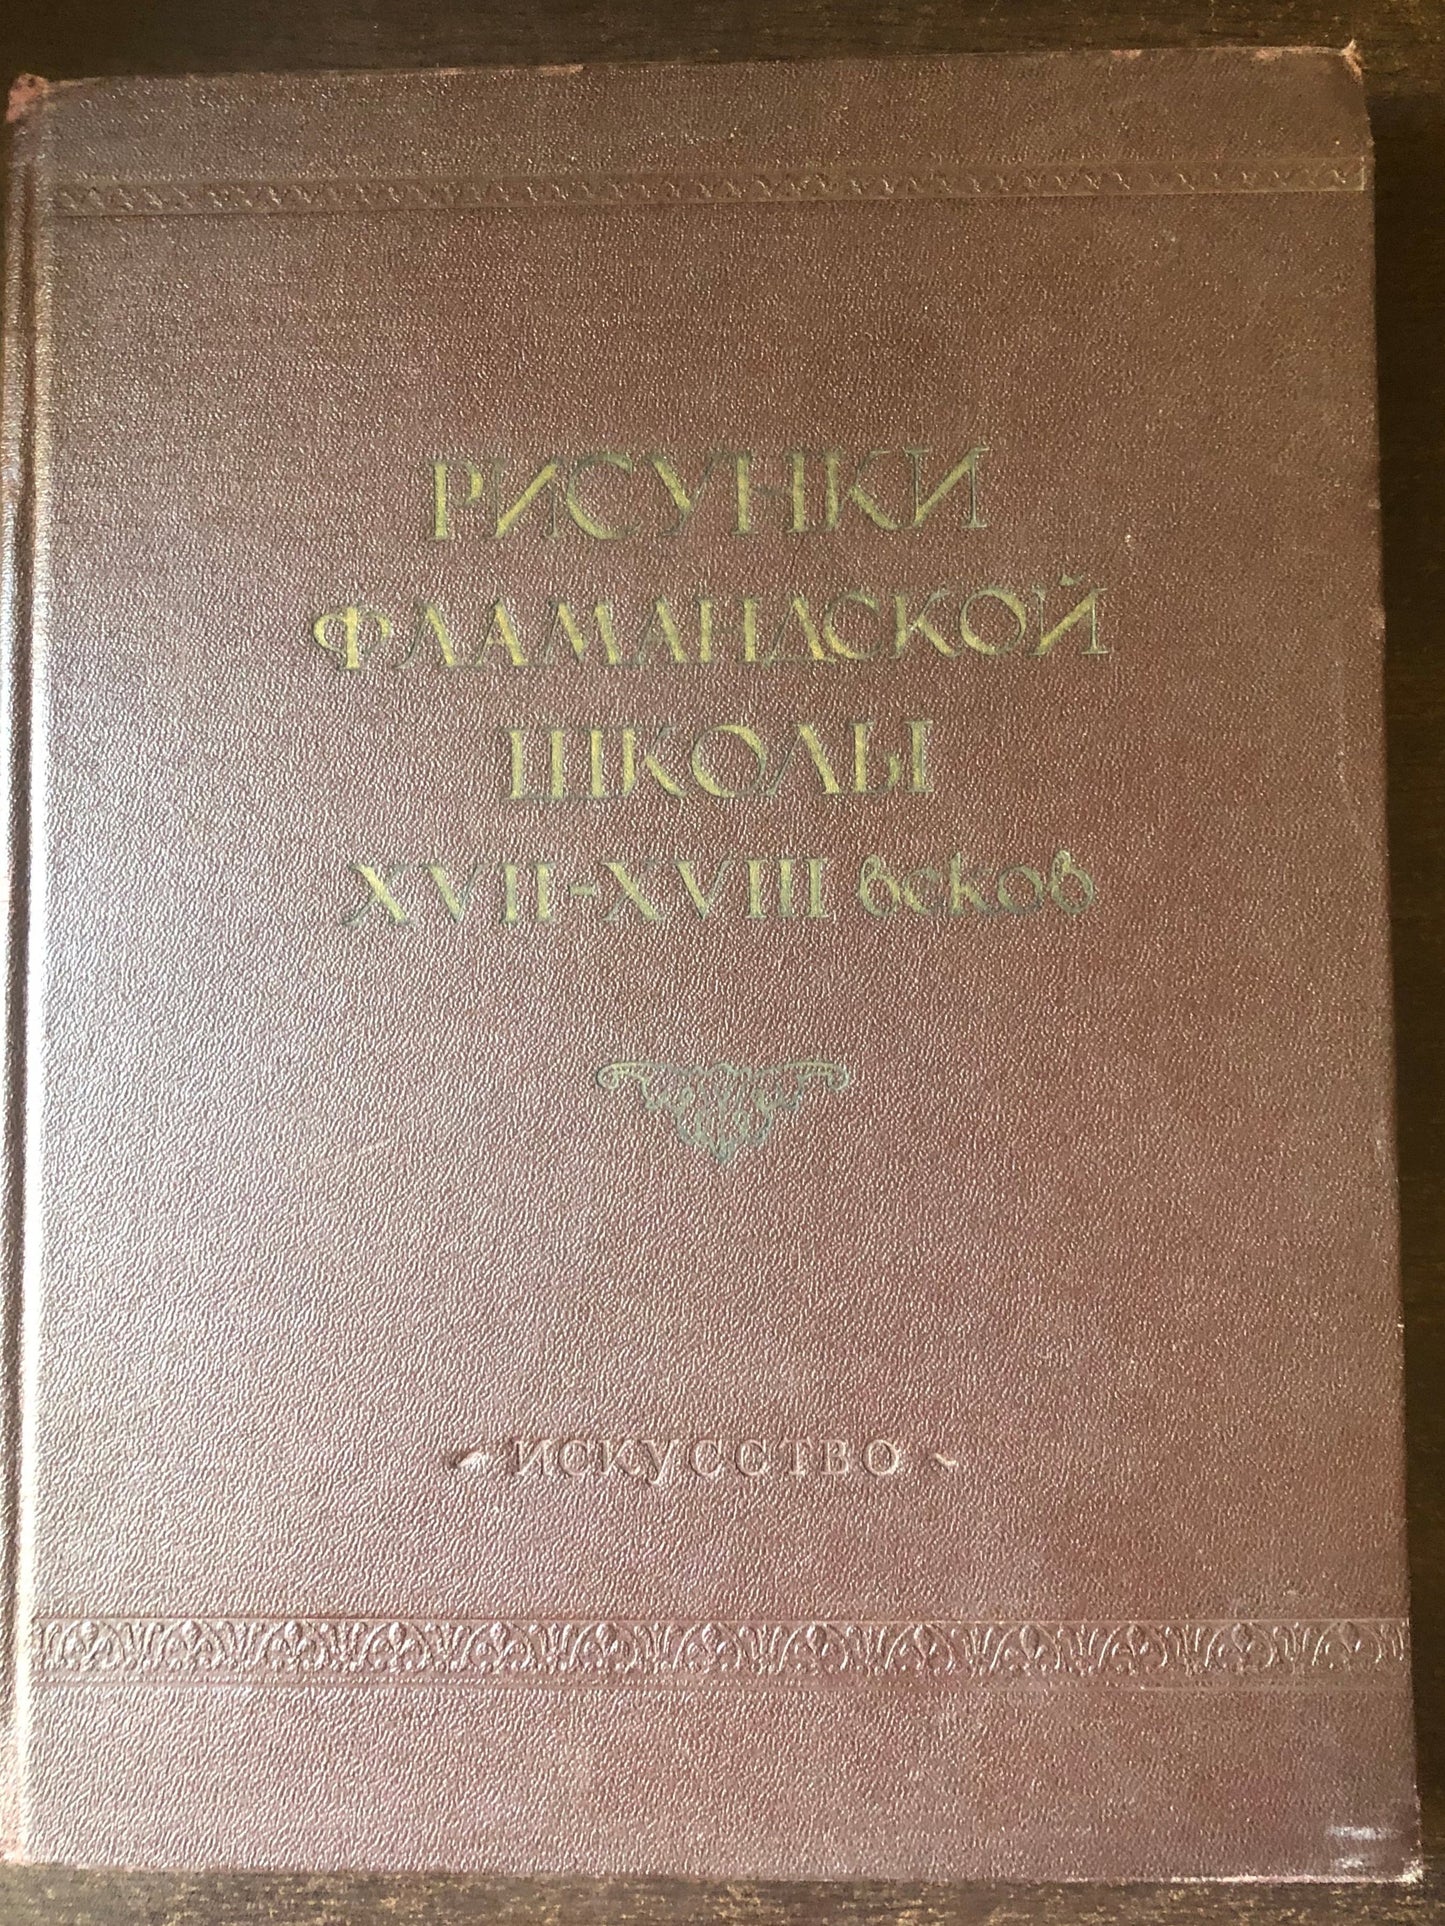 РИСУНКИ
ФЛАМАНДСКОЙ
ШКОЛЫ
XVII-XVIII веков
ИСКУССТВО